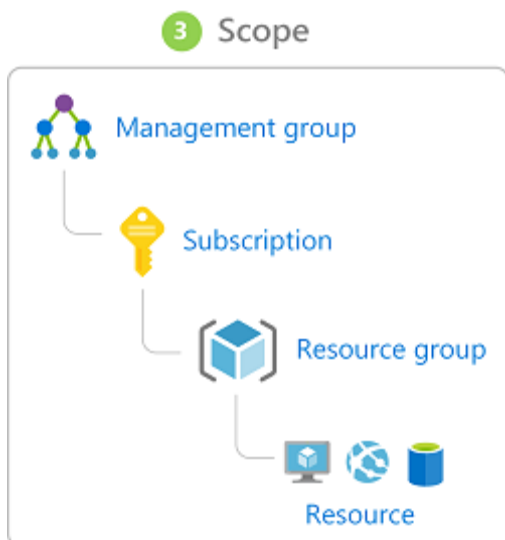 3 Scope
Management group
Subscription
Resource group
Resource